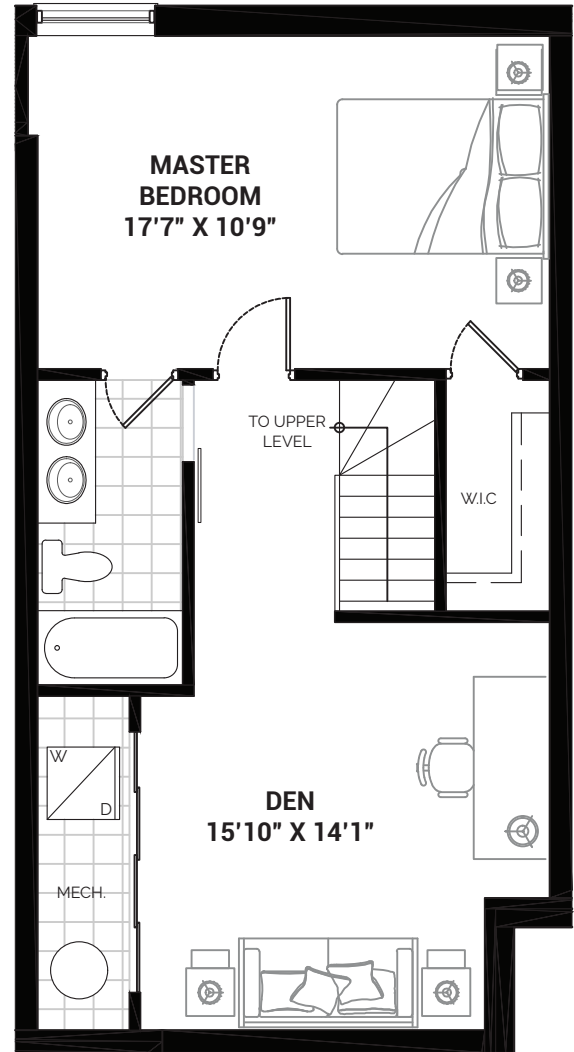 MASTER
BEDROOM
17'7" X 10'9"
TO UPPER
LEVEL
W.I.C
W
D
DEN
15'10" X 14'1"
MECH.